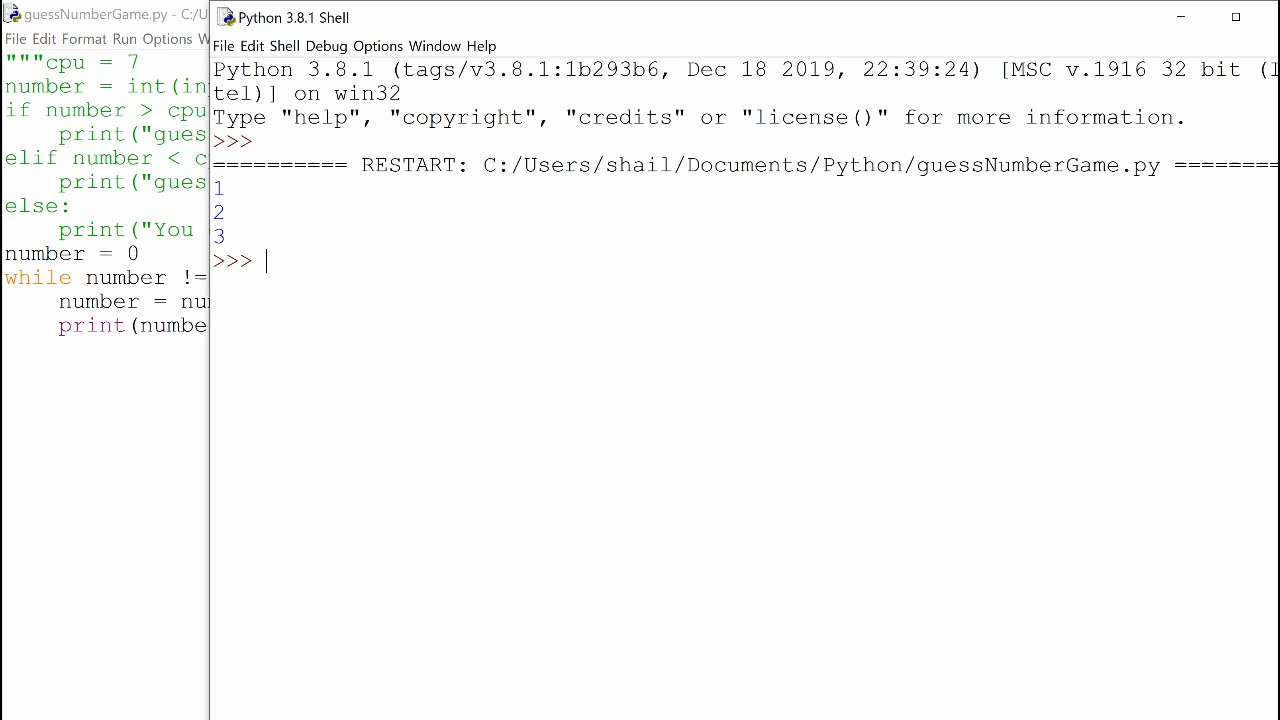 guessNumberGame.py - C:/U
File Edit Format Run Options W
"""cpu = 7
number = int(in
if number > cpu
print("gues
elif number < c
print("gues
else:
print("You
number = 0
while number !=
number = nu
print(numbe
Python 3.8.1 Shell
File Edit Shell Debug Options Window Help
Python 3.8.1 (tags/v3.8.1:1b293b6, Dec 18 2019, 22:39:24) [MSC v.1916 32 bit (I
tel)] on win32
Type "help", "copyright", "credits" or "license()" for more information.
>>>
========== RESTART: C:/Users/shail/Documents/Python/guessNumberGame.py ========
1
2
3
>>>